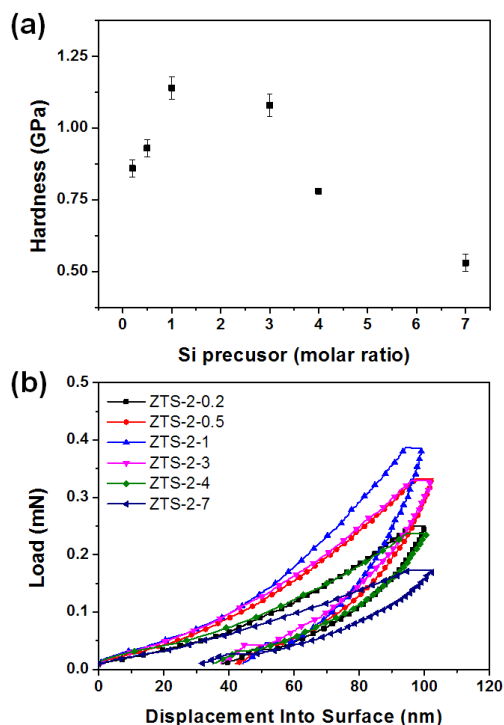 (a)
1.25
1.00
0.75
0.50
Hardness (GPa)
0 1 2 3 4 5 6 7
Si precusor (molar ratio)
(b)
0.5
0.4
0.3
0.2
0.1
0.0
Load (mN)
ZTS-2-0.2
ZTS-2-0.5
ZTS-2-1
ZTS-2-3
ZTS-2-4
ZTS-2-7
0 20 40 60 80 100 120
Displacement Into Surface (nm)